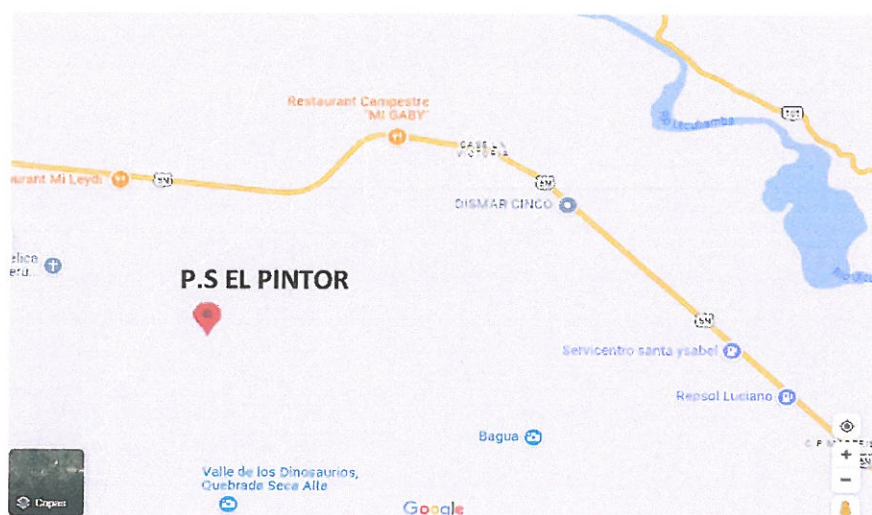 Restaurant Campestre
"MI GABY"
urant Mi Leydi
5N
5N
DISMAR CINCO
P.S EL PINTOR
5N
Servicentro santa ysabel
Repsol Luciano
Bagua
Valle de los Dinosaurios,
Quebrada Seca Alta
Capas
Google